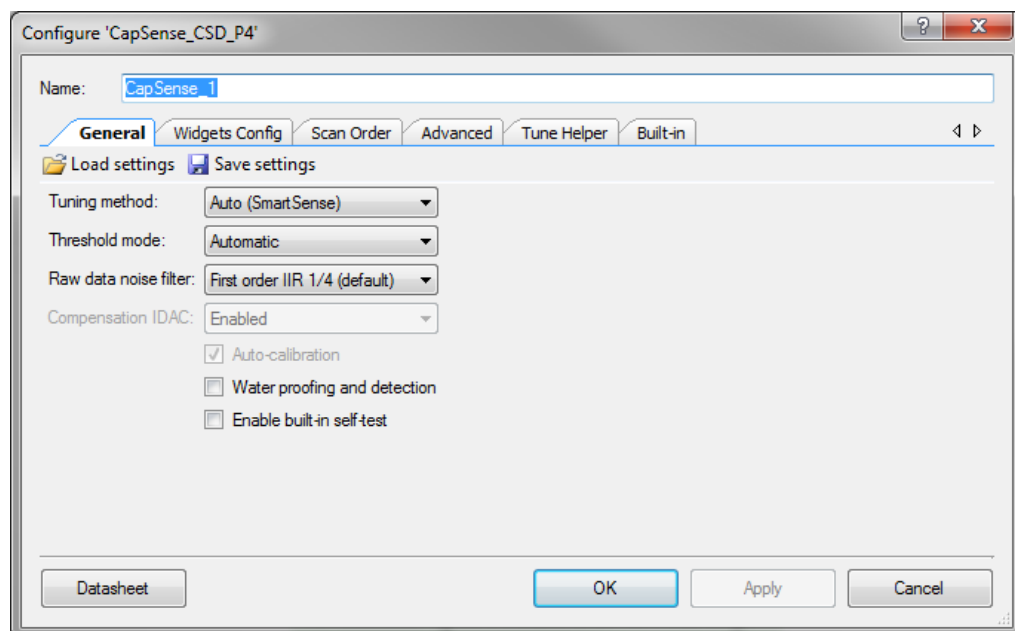 Configure 'CapSense_CSD_P4'
Name: CapSense_1
General Widgets Config Scan Order Advanced Tune Helper Built-in
Load settings Save settings
Tuning method: Auto (SmartSense)
Threshold mode: Automatic
Raw data noise filter: First order IIR 1/4 (default)
Compensation IDAC: Enabled
Auto-calibration
Water proofing and detection
Enable built-in self-test
Datasheet OK Apply Cancel